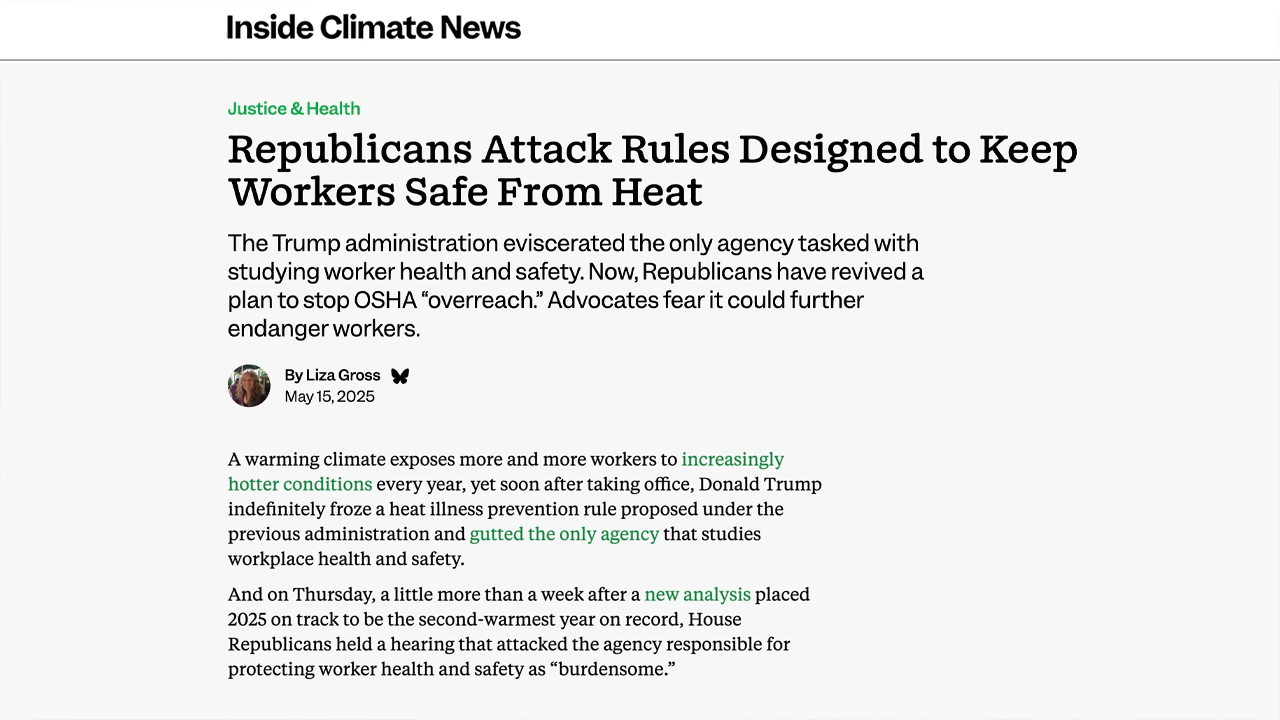 Inside Climate News
Justice & Health
Republicans Attack Rules Designed to Keep
Workers Safe From Heat
The Trump administration eviscerated the only agency tasked with
studying worker health and safety. Now, Republicans have revived a
plan to stop OSHA “overreach.” Advocates fear it could further
endanger workers.
By Liza Gross
May 15, 2025
A warming climate exposes more and more workers to increasingly
hotter conditions every year, yet soon after taking office, Donald Trump
indefinitely froze a heat illness prevention rule proposed under the
previous administration and gutted the only agency that studies
workplace health and safety.
And on Thursday, a little more than a week after a new analysis placed
2025 on track to be the second-warmest year on record, House
Republicans held a hearing that attacked the agency responsible for
protecting worker health and safety as “burdensome.”